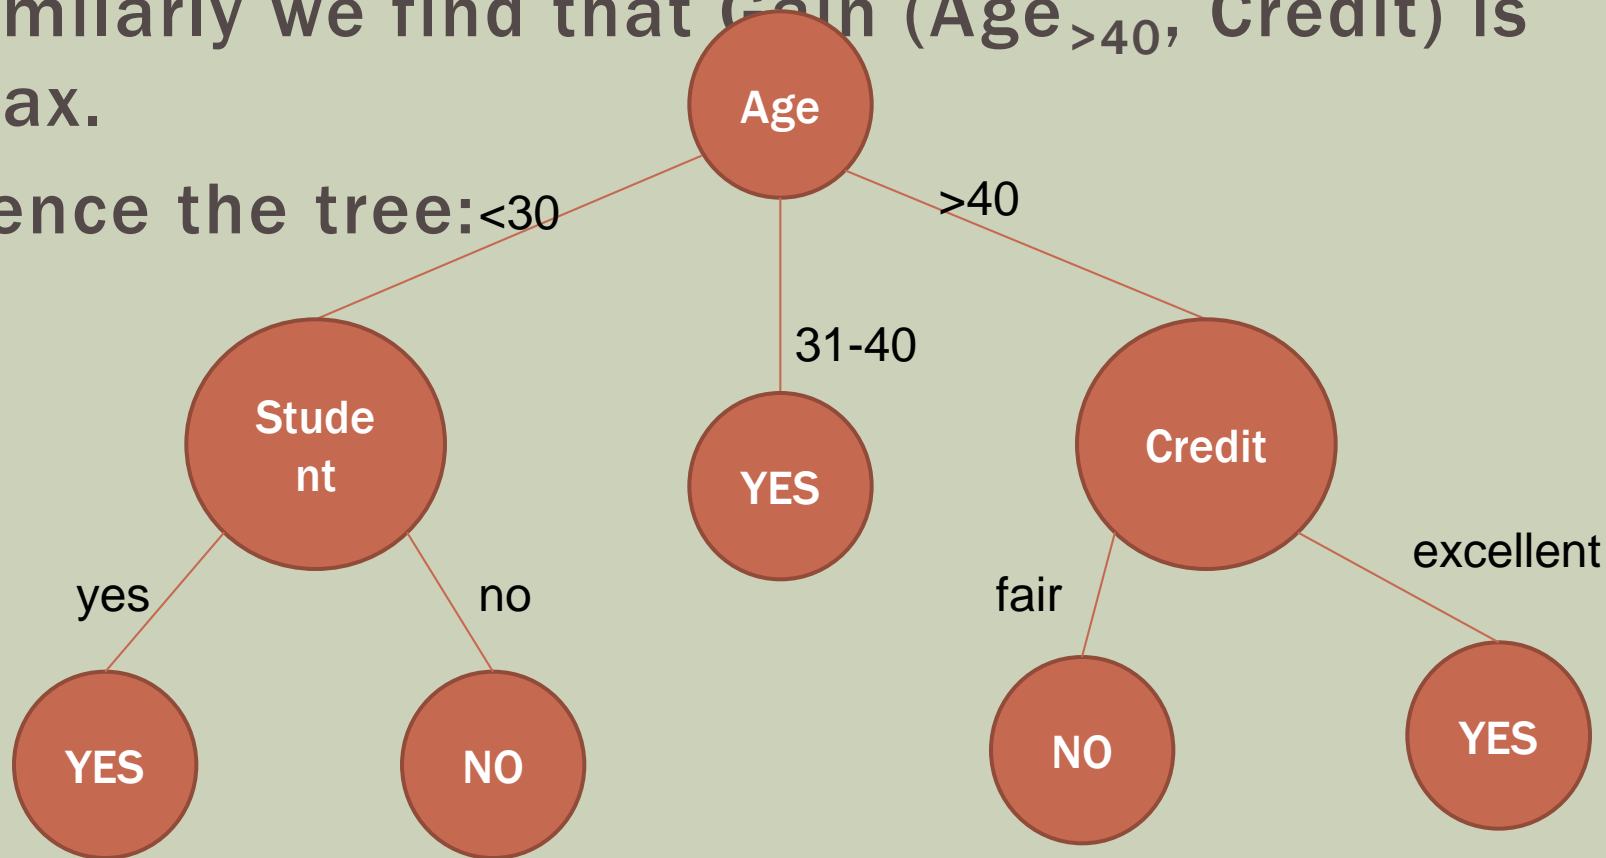 milarly we find that Gain (Age>40, Credit) is
ax.
ence the tree:
Age
<30
>40
31-40
Stude
nt
YES
Credit
yes
no
fair
excellent
YES
NO
NO
YES